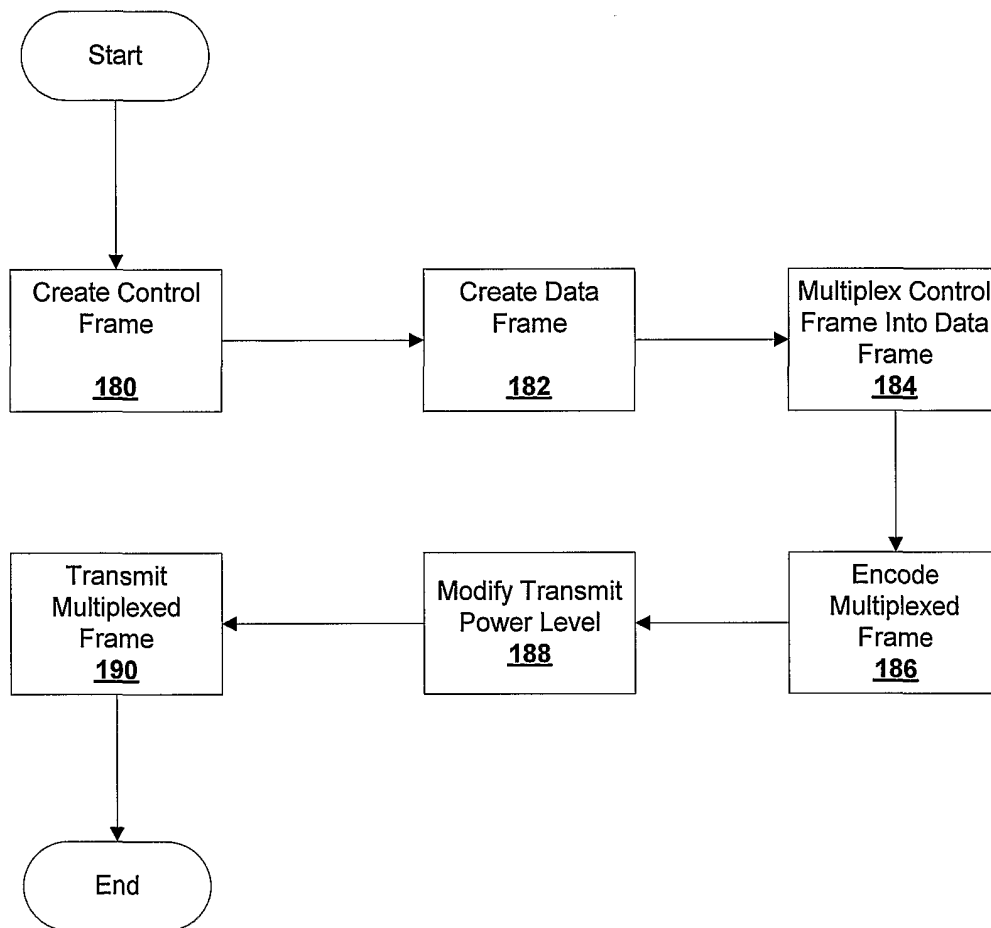 Start
Create Control
Frame
180
Create Data
Frame
182
Multiplex Control
Frame Into Data
Frame
184
Encode
Multiplexed
Frame
186
Modify Transmit
Power Level
188
Transmit
Multiplexed
Frame
190
End